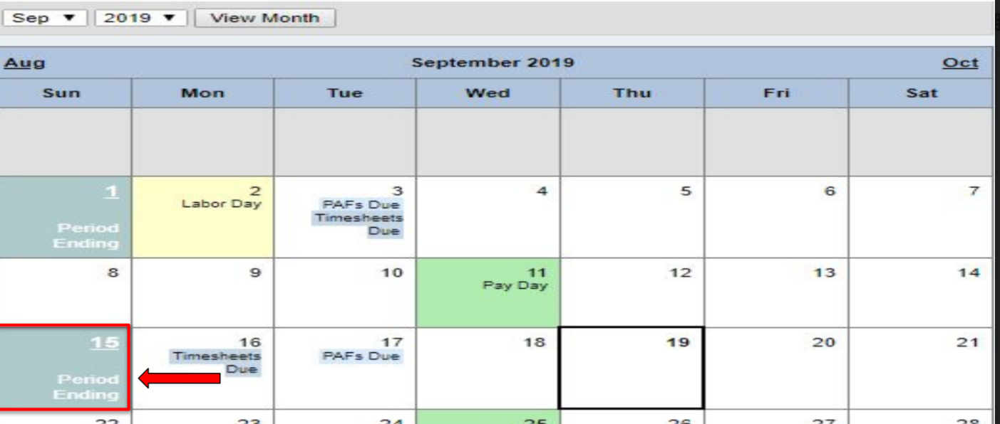 Sep ▼ 2019 ▼ View Month
Aug September 2019 Oct
Sun Mon Tue Wed Thu Fri Sat
1 2 3 4 5 6 7
Labor Day PAFs Due
Timesheets
Period Due
Ending
8 9 10 11 12 13 14
Pay Day
15 16 17 18 19 20 21
Timesheets PAFs Due
Due
Period
Ending
22 23 24 25 26 27 28